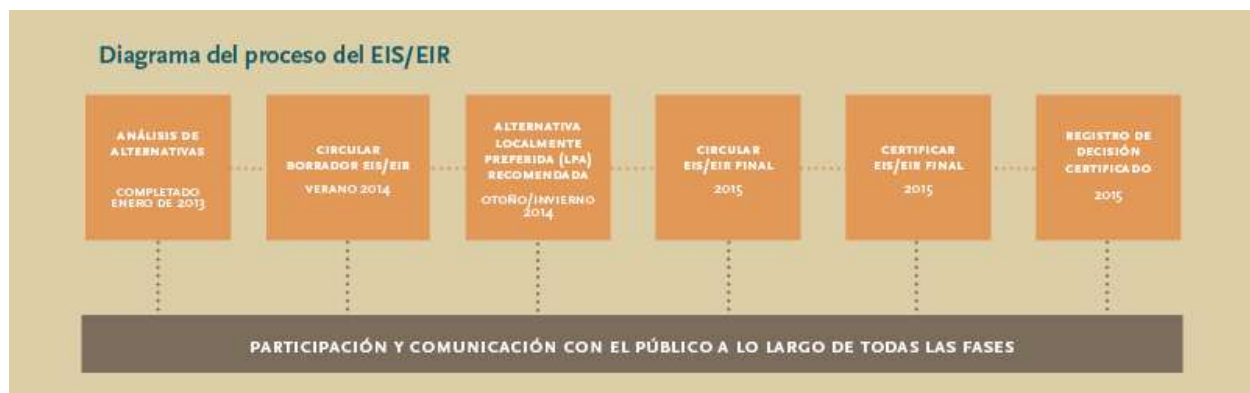 Diagrama del proceso del EIS/EIR
ANÁLISIS DE
ALTERNATIVAS
COMPLETADO
ENERO DE 2013
CIRCULAR
BORRADOR EIS/EIR
VERANO 2014
ALTERNATIVA
LOCALMENTE
PREFERIDA (LPA)
RECOMENDADA
OTOÑO/INVIERNO
2014
CIRCULAR
EIS/EIR FINAL
2015
CERTIFICAR
EIS/EIR FINAL
2015
REGISTRO DE
DECISIÓN
CERTIFICADO
2015
PARTICIPACIÓN Y COMUNICACIÓN CON EL PÚBLICO A LO LARGO DE TODAS LAS FASES